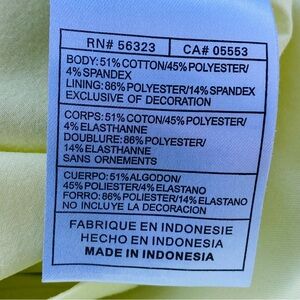 RN# 56323 CA# 05553
BODY: 51% COTTON/45% POLYESTER/
4% SPANDEX
LINING: 86% POLYESTER/14% SPANDEX
EXCLUSIVE OF DECORATION
CORPS: 51% COTON/45% POLYESTER/
4% ELASTHANNE
DOUBLURE: 86% POLYESTER/
14% ELASTHANNE
SANS ORNEMENTS
CUERPO: 51% ALGODON/
45% POLIESTER/4% ELASTANO
FORRO: 86% POLIESTER/14% ELASTANO
NO INCLUYE LA DECORACION
FABRIQUE EN INDONESIE
HECHO EN INDONESIA
MADE IN INDONESIA